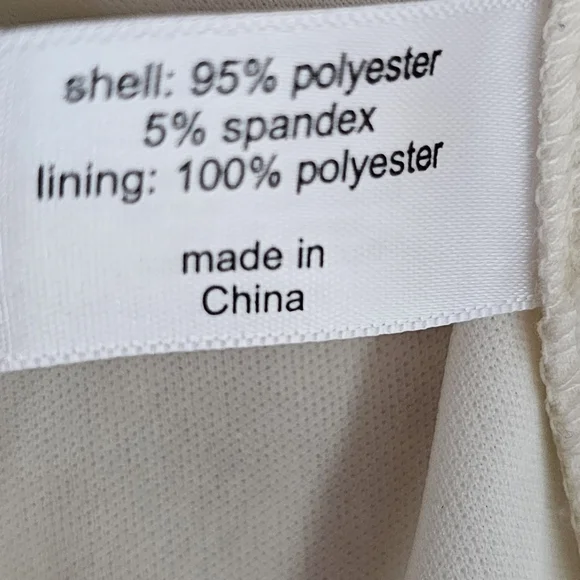 shell: 95% polyester
5% spandex
lining: 100% polyester
made in
China